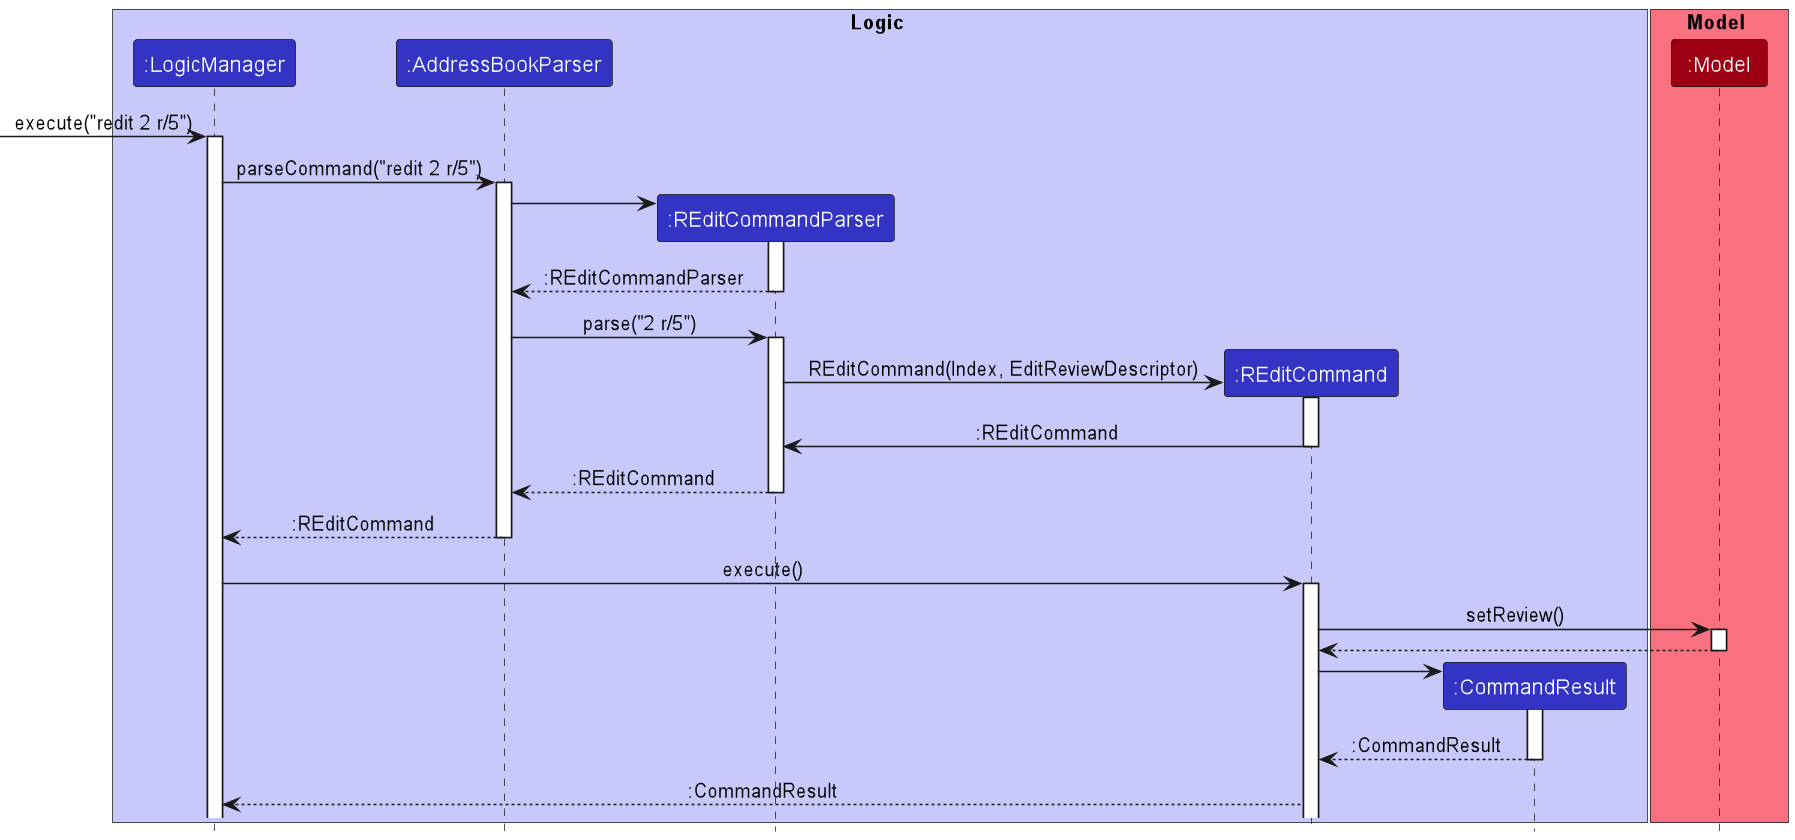 Logic
Model
:LogicManager
:AddressBookParser
:Model
execute("redit 2 r/5")
parseCommand("redit 2 r/5")
:REditCommandParser
:REditCommandParser
parse("2 r/5")
REditCommand(Index, EditReviewDescriptor)
:REditCommand
:REditCommand
:REditCommand
:REditCommand
execute()
setReview()
:CommandResult
:CommandResult
:CommandResult